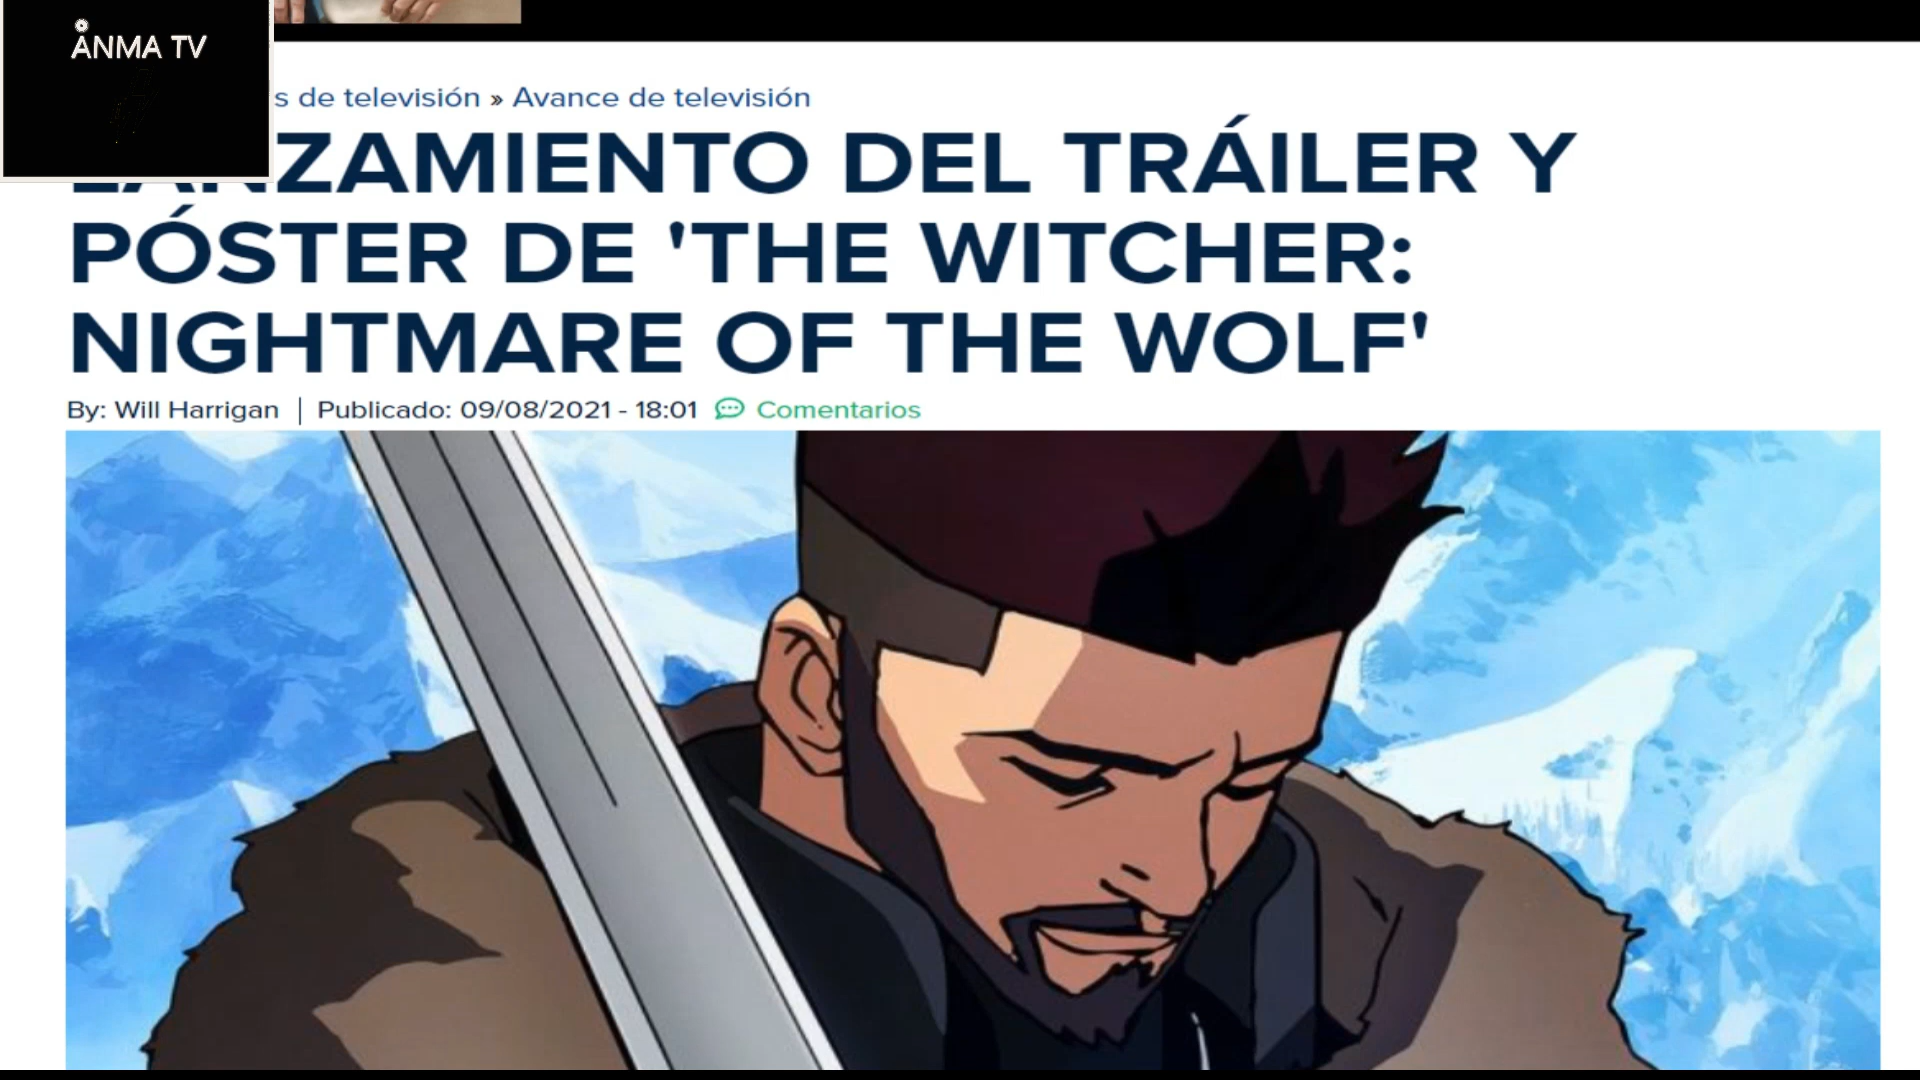 ÅNMA TV
s de televisión » Avance de televisión
LANZAMIENTO DEL TRÁILER Y
PÓSTER DE 'THE WITCHER:
NIGHTMARE OF THE WOLF'
By: Will Harrigan | Publicado: 09/08/2021 - 18:01 Comentarios